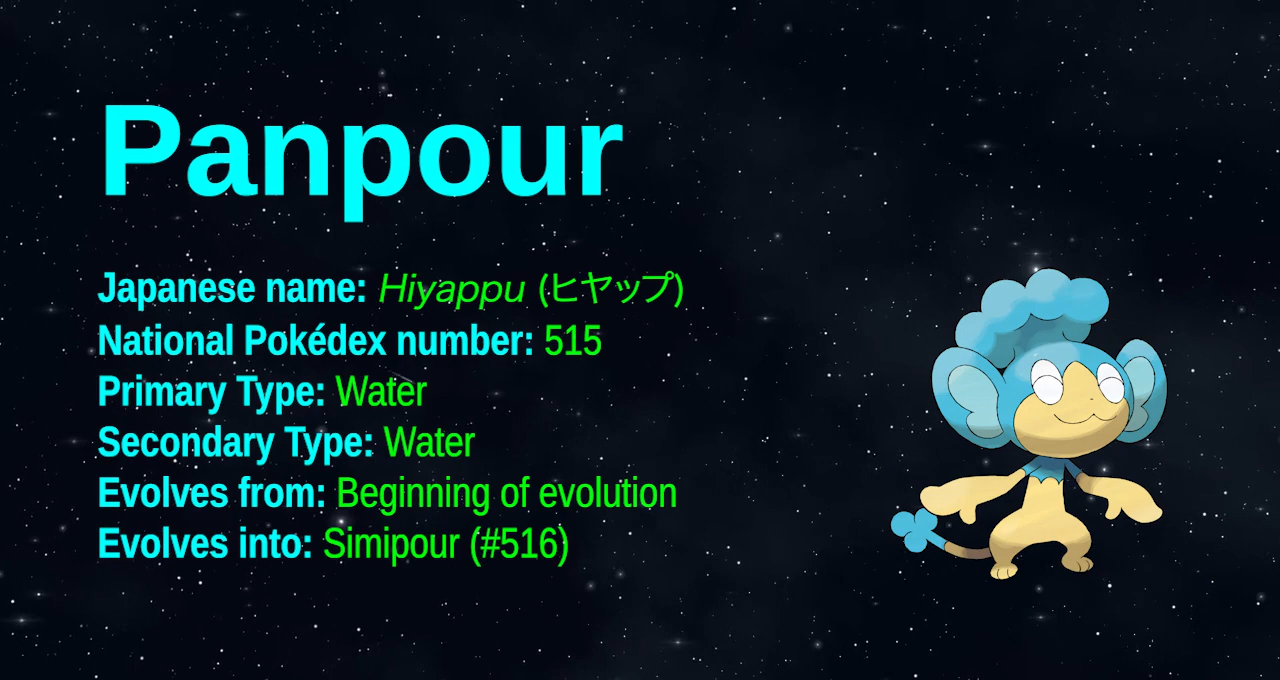 Panpour
Japanese name: Hiyappu (ヒヤップ)
National Pokédex number: 515
Primary Type: Water
Secondary Type: Water
Evolves from: Beginning of evolution
Evolves into: Simipour (#516)